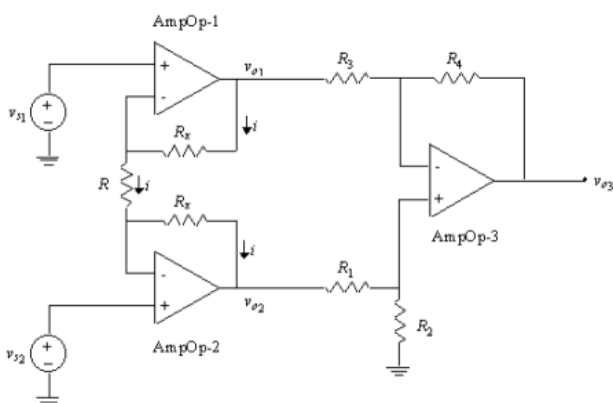 AmpOp-1
+
-
v_o1
R_3
R_4
+
-
v_s1
R_x
i
R
i
R_x
-
+
v_o3
AmpOp-3
i
-
+
v_o2
R_1
R_2
AmpOp-2
+
-
v_s2